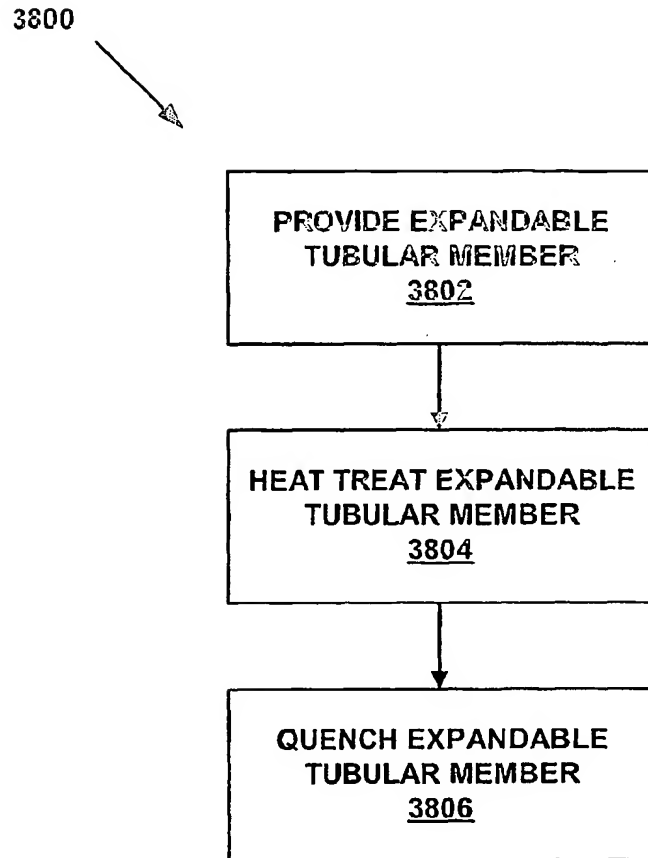 3800
PROVIDE EXPANDABLE
TUBULAR MEMBER
3802
HEAT TREAT EXPANDABLE
TUBULAR MEMBER
3804
QUENCH EXPANDABLE
TUBULAR MEMBER
3806